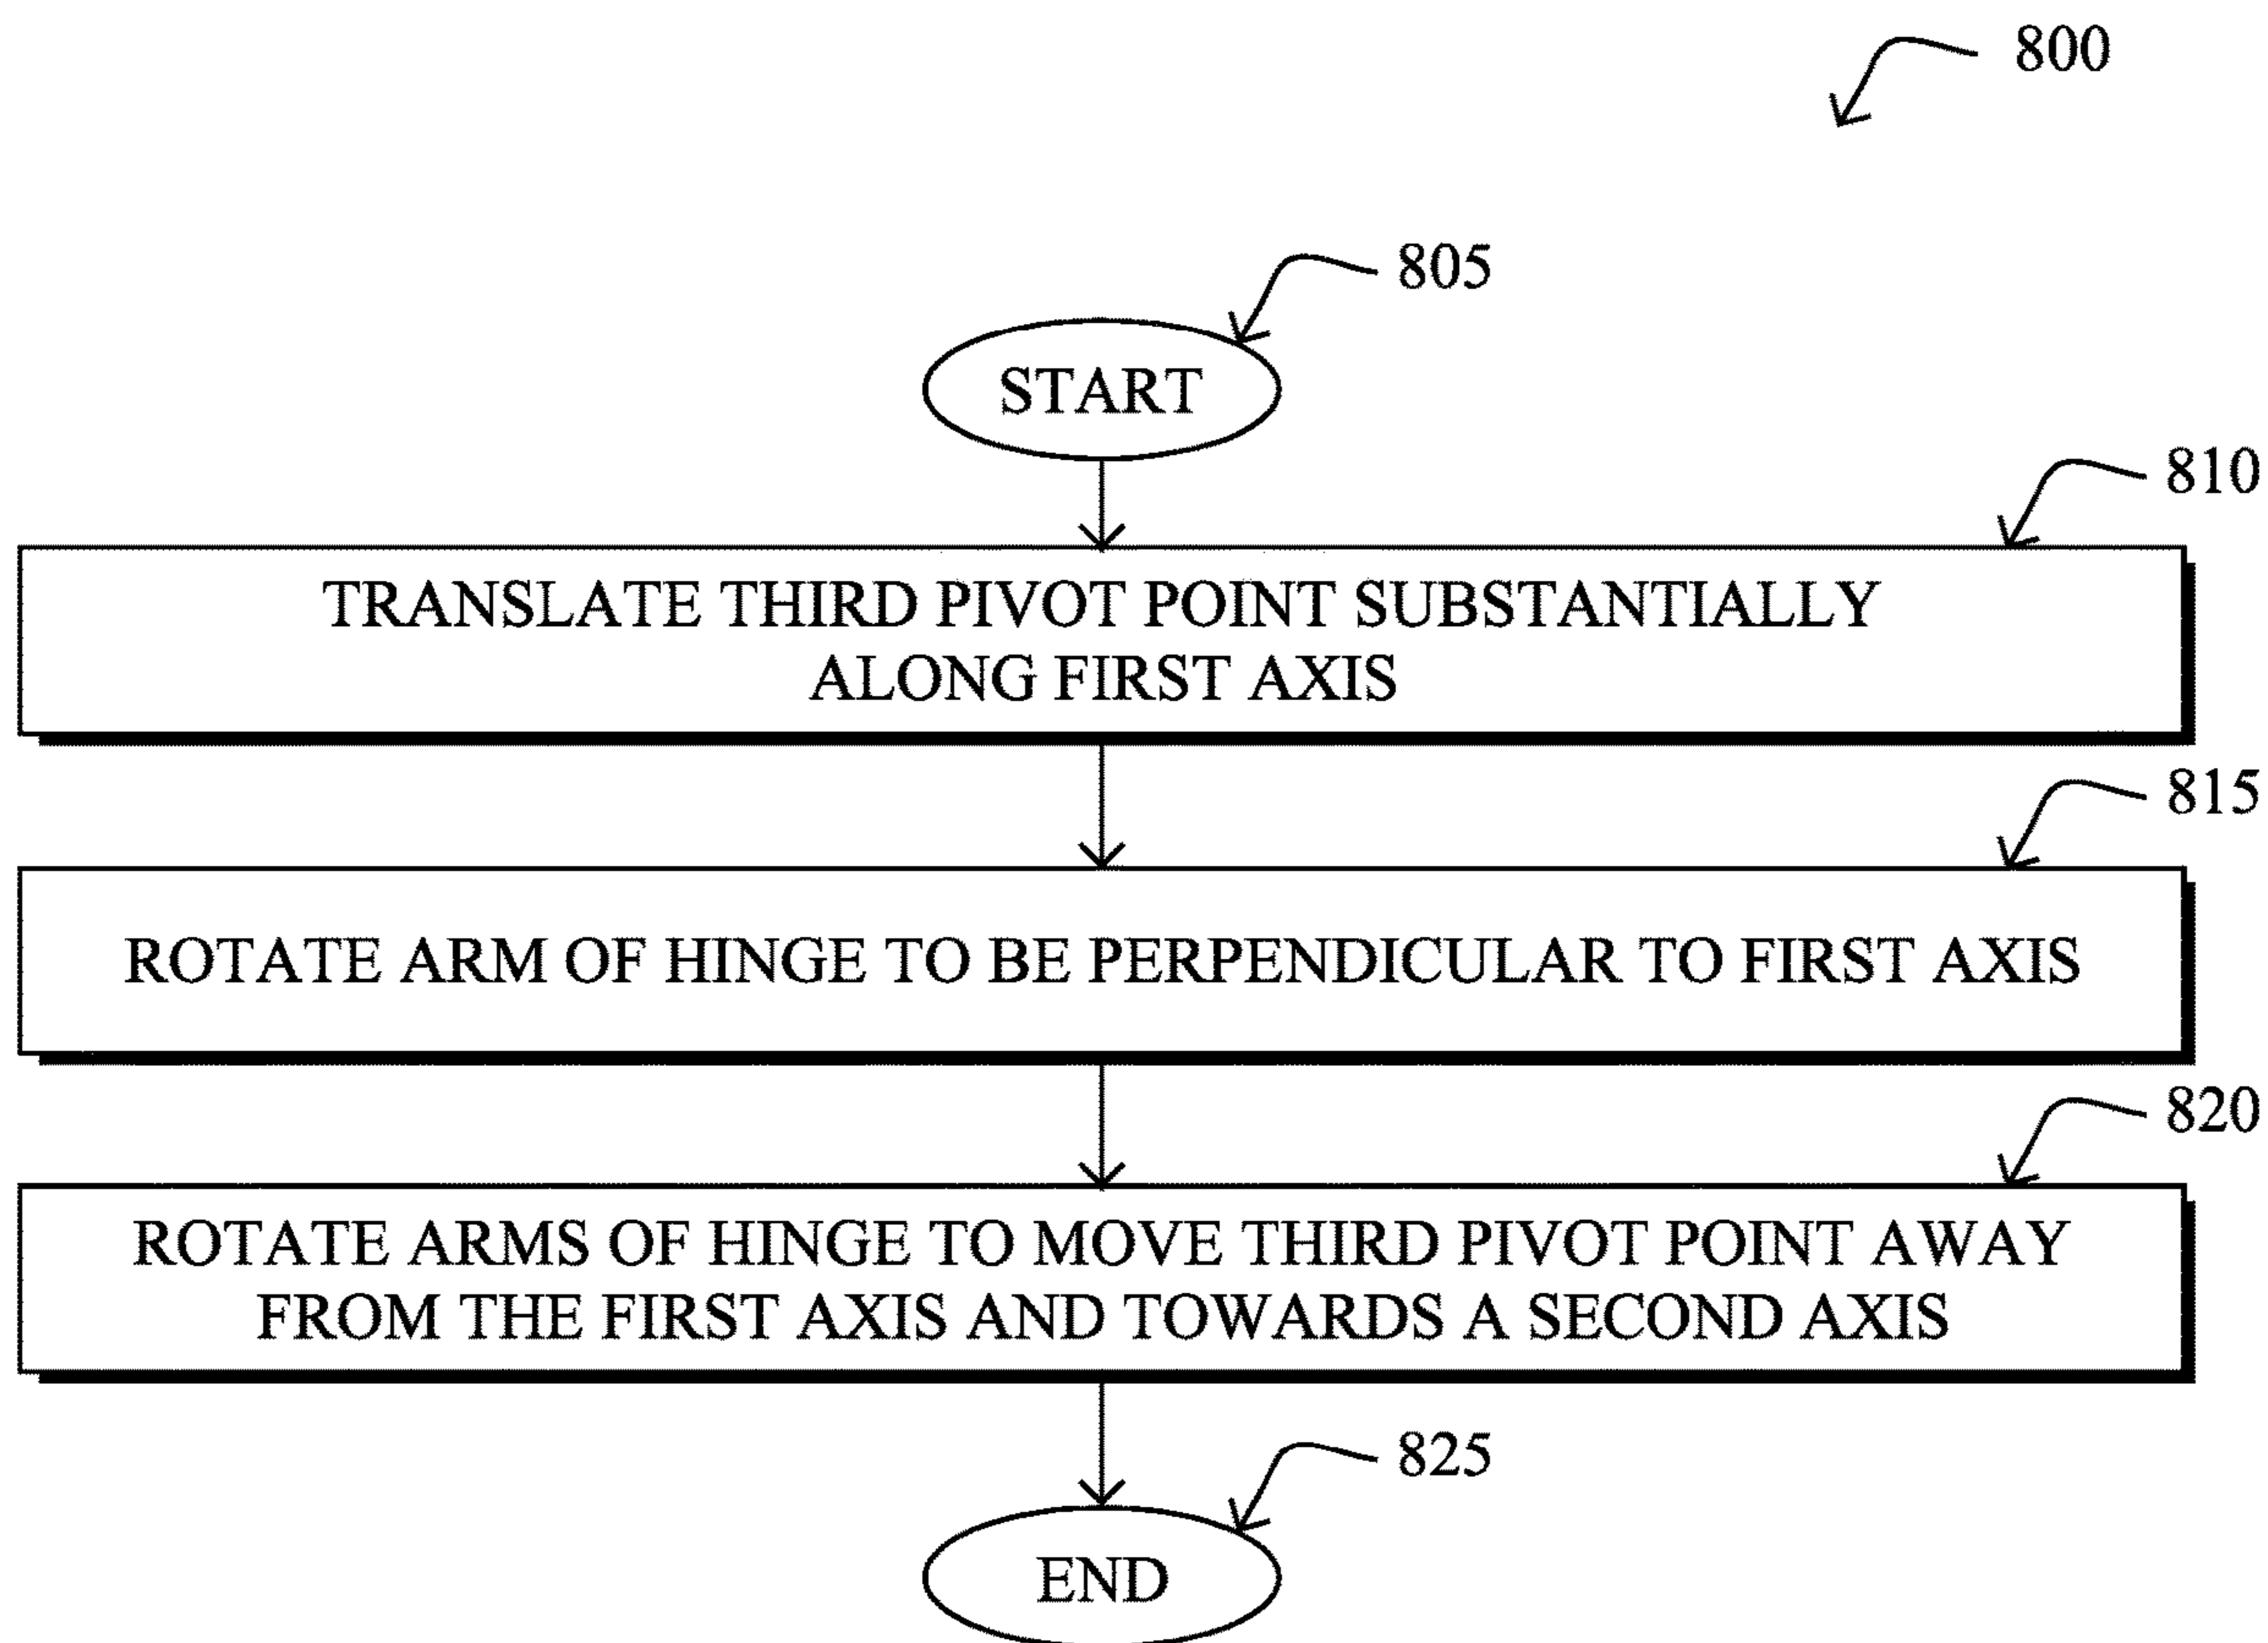 800
805
START
810
TRANSLATE THIRD PIVOT POINT SUBSTANTIALLY
ALONG FIRST AXIS
815
ROTATE ARM OF HINGE TO BE PERPENDICULAR TO FIRST AXIS
820
ROTATE ARMS OF HINGE TO MOVE THIRD PIVOT POINT AWAY
FROM THE FIRST AXIS AND TOWARDS A SECOND AXIS
825
END